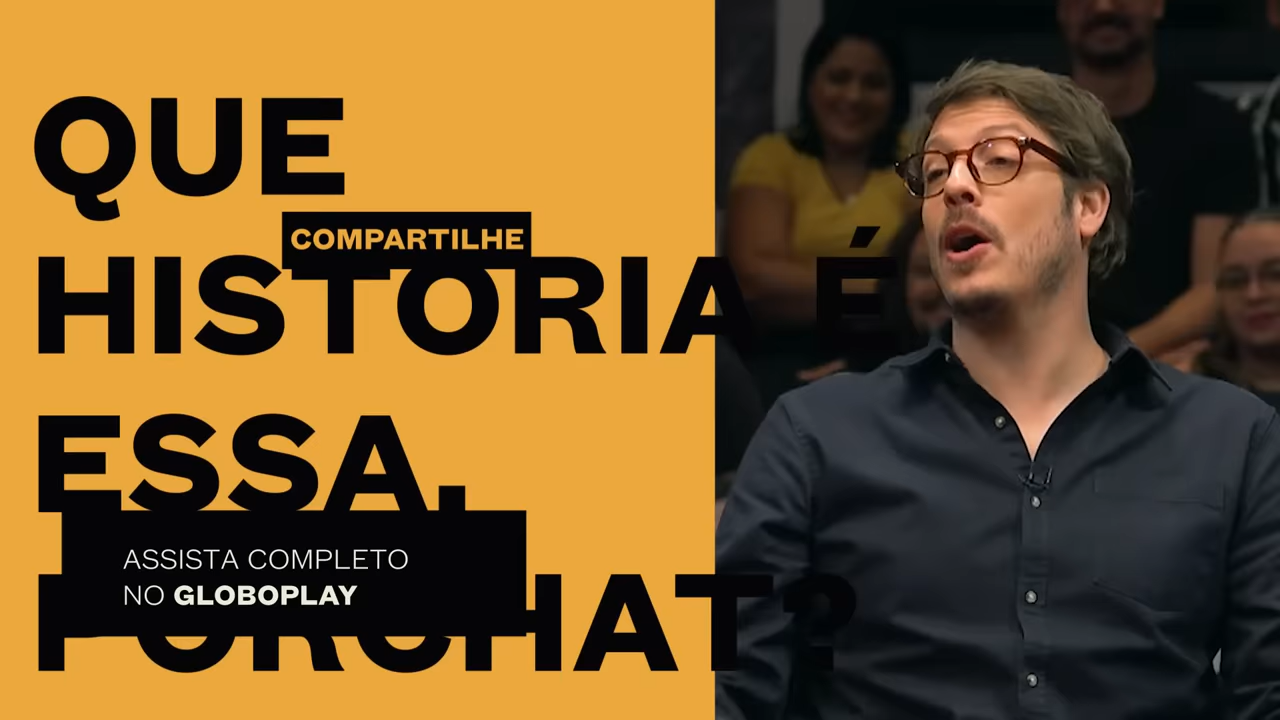 QUE
COMPARTILHE
HISTORIA É
ESSA,
ASSISTA COMPLETO
NO GLOBOPLAY
PORCHAT?